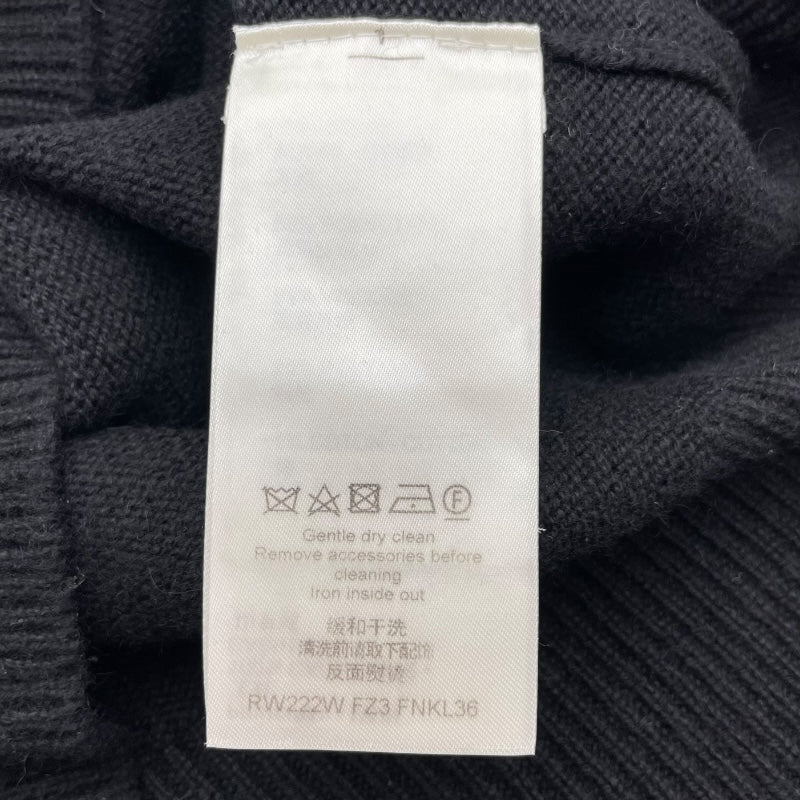 F
Gentle dry clean
Remove accessories before
cleaning
Iron inside out
缓和干洗
清洗前请取下配饰
反面熨烫
RW222W FZ3 FNKL36